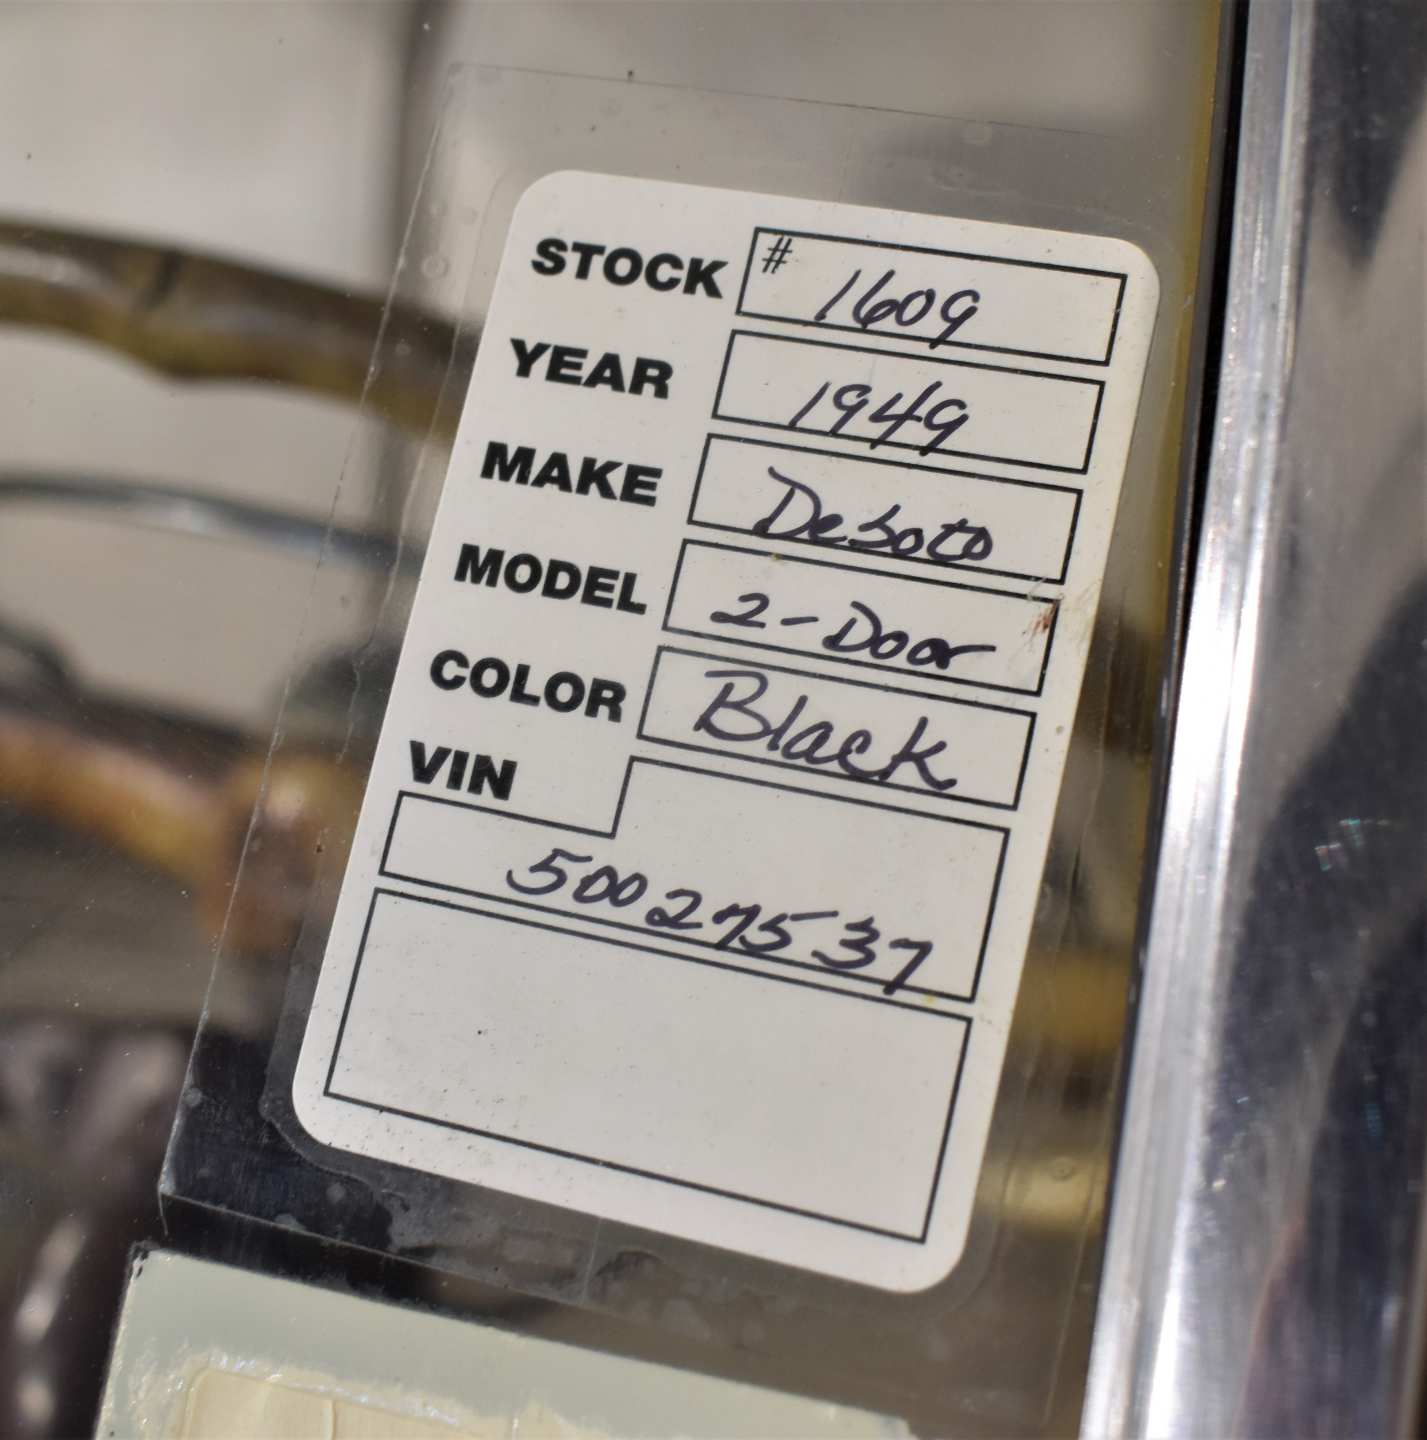 STOCK # 1609
YEAR 1949
MAKE DeSoto
MODEL 2-Door
COLOR Black
VIN
50027537